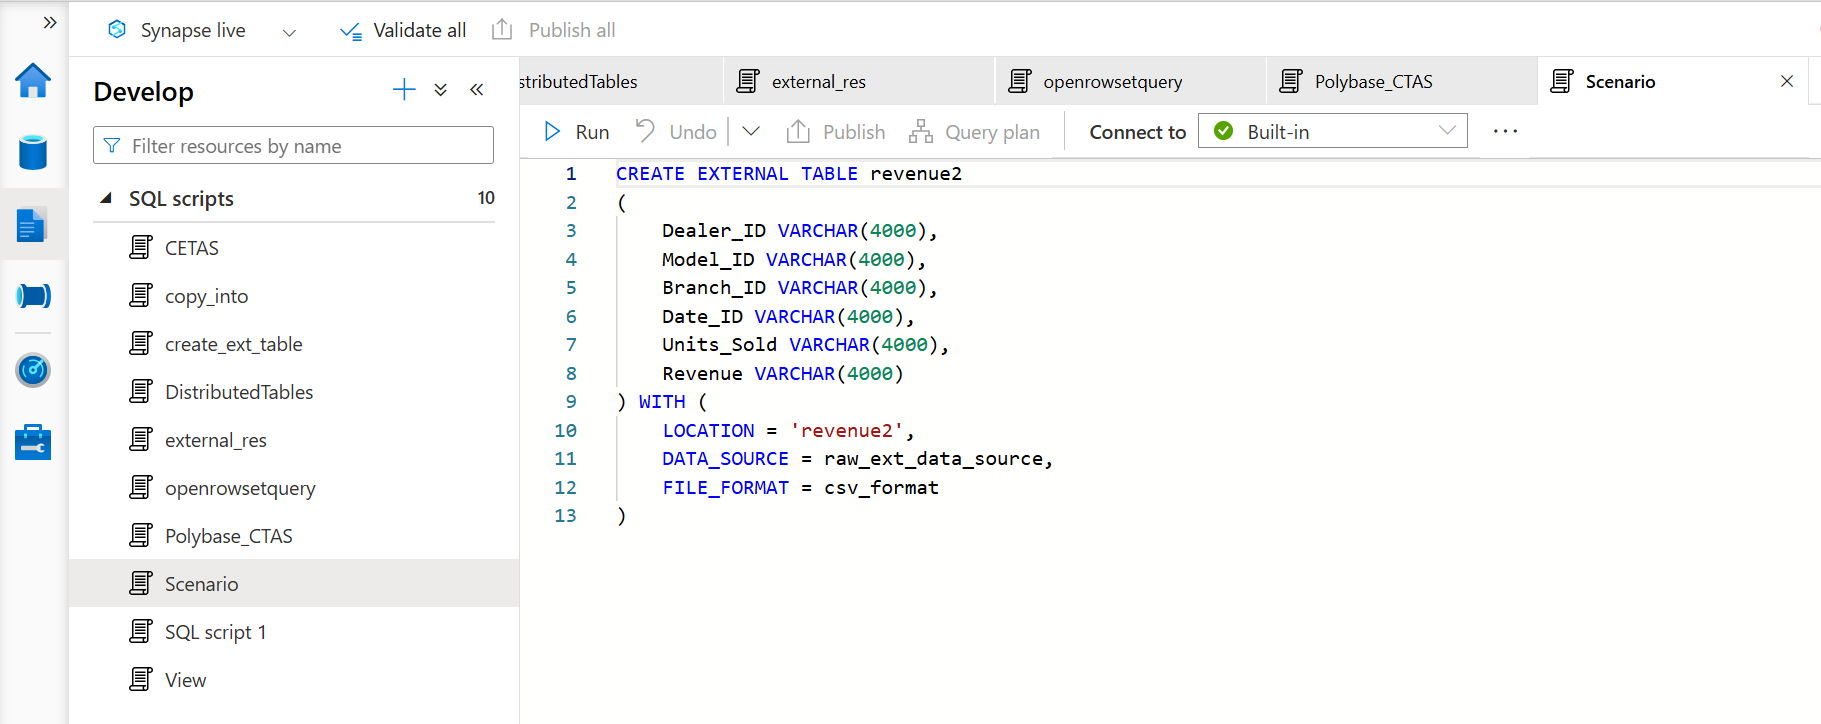 Synapse live Validate all Publish all
Develop
Filter resources by name
SQL scripts 10
CETAS
copy_into
create_ext_table
DistributedTables
external_res
openrowsetquery
Polybase_CTAS
Scenario
SQL script 1
View
stributedTables external_res openrowsetquery Polybase_CTAS Scenario
Run Undo Publish Query plan Connect to Built-in
1 CREATE EXTERNAL TABLE revenue2
2 (
3 Dealer_ID VARCHAR(4000),
4 Model_ID VARCHAR(4000),
5 Branch_ID VARCHAR(4000),
6 Date_ID VARCHAR(4000),
7 Units_Sold VARCHAR(4000),
8 Revenue VARCHAR(4000)
9 ) WITH (
10 LOCATION = 'revenue2',
11 DATA_SOURCE = raw_ext_data_source,
12 FILE_FORMAT = csv_format
13 )